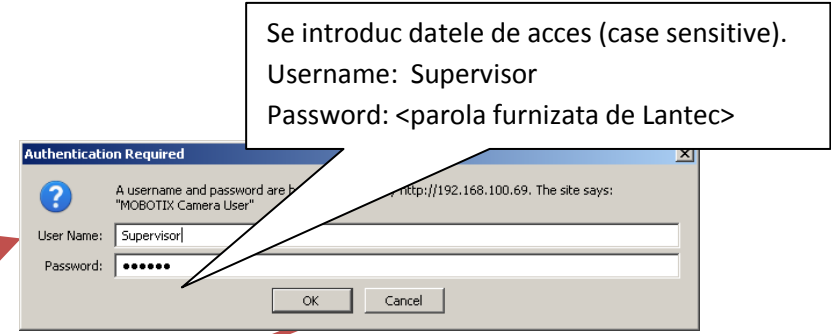 Se introduc datele de acces (case sensitive).
Username: Supervisor
Password: <parola furnizata de Lantec>
Authentication Required
A username and password are b http://192.168.100.69. The site says:
"MOBOTIX Camera User"
User Name: Supervisor
Password: ●●●●●●
OK Cancel